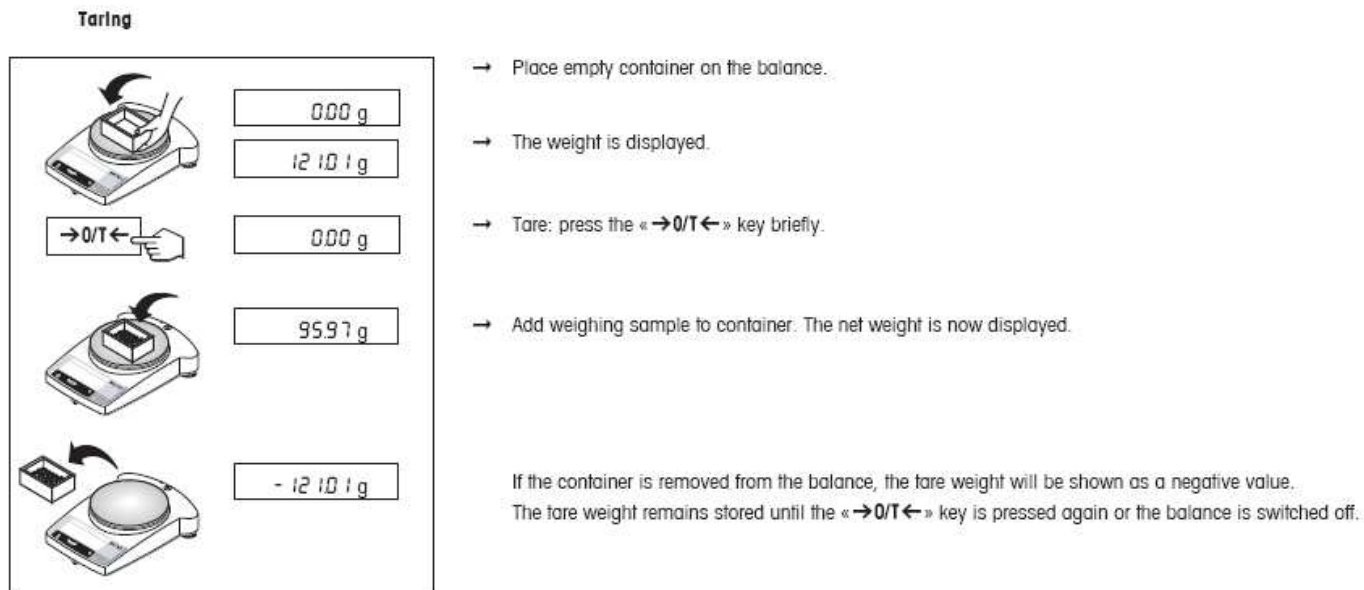 Taring
→ Place empty container on the balance.
0.00 g
→ The weight is displayed.
121.01 g
→0/T←
0.00 g
→ Tare: press the « →0/T← » key briefly.
95.97 g
→ Add weighing sample to container. The net weight is now displayed.
- 121.01 g
If the container is removed from the balance, the tare weight will be shown as a negative value.
The tare weight remains stored until the « →0/T← » key is pressed again or the balance is switched off.